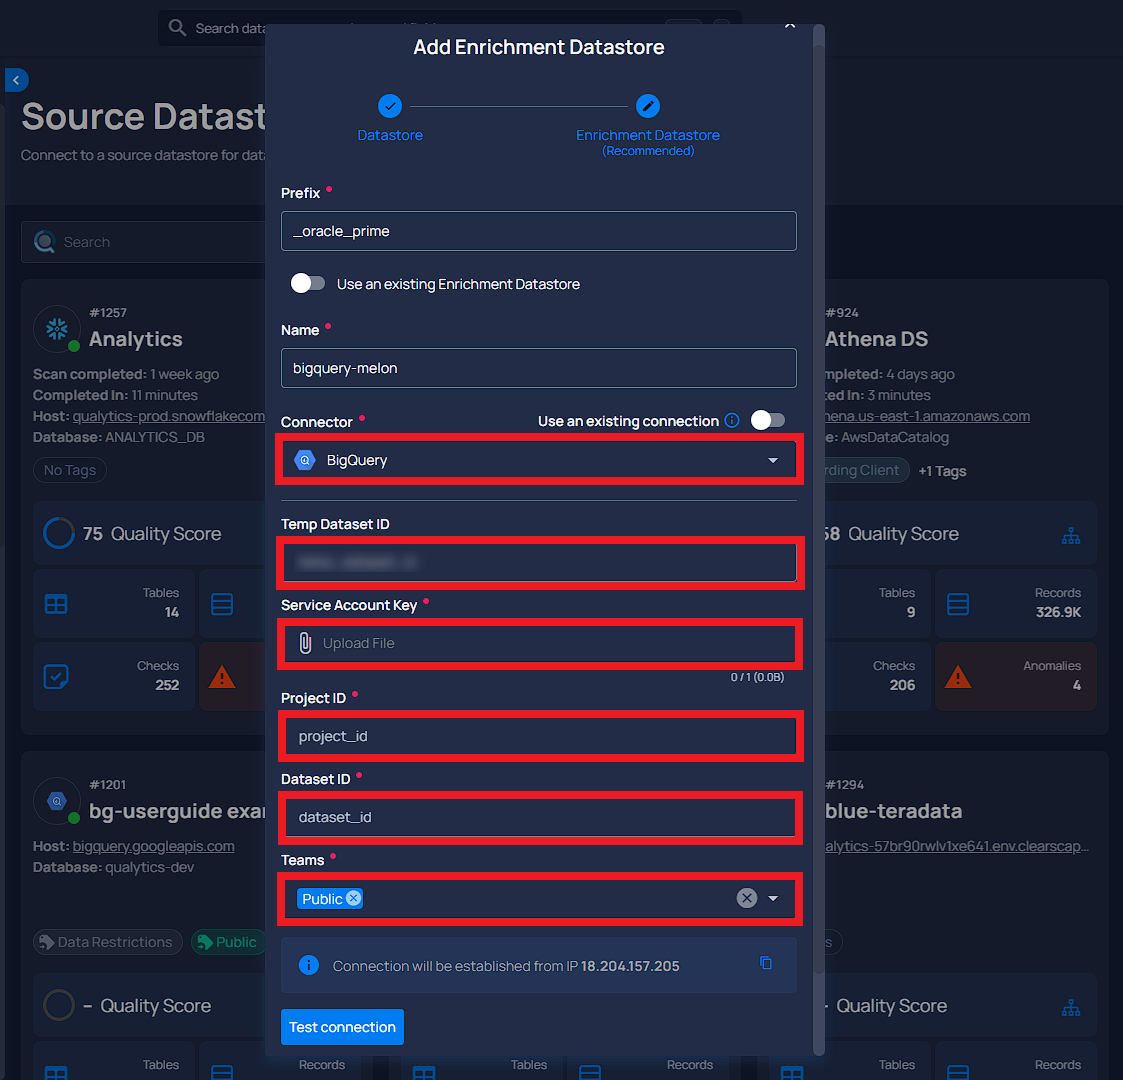 Search data
Add Enrichment Datastore
Source Datast
Connect to a source datastore for data
Datastore
Enrichment Datastore
(Recommended)
Prefix
_oracle_prime
Search
Use an existing Enrichment Datastore
#1257
Analytics
Scan completed: 1 week ago
Completed In: 11 minutes
Host: qualytics-prod.snowflakecom
Database: ANALYTICS_DB
No Tags
75 Quality Score
Tables
14
Checks
252
Name
bigquery-melon
Connector
Use an existing connection
BigQuery
Temp Dataset ID
Service Account Key
Upload File
0 / 1 (0.0B)
Project ID
project_id
Dataset ID
dataset_id
Teams
Public
Connection will be established from IP 18.204.157.205
Test connection
#924
Athena DS
mpleted: 4 days ago
ed In: 3 minutes
hena.us-east-1.amazonaws.com
e: AwsDataCatalog
rding Client
+1 Tags
58 Quality Score
Tables
9
Records
326.9K
Checks
206
Anomalies
4
#1201
bg-userguide exar
Host: bigquery.googleapis.com
Database: qualytics-dev
Data Restrictions
Public
– Quality Score
Tables
Records
Tables
Records
#1294
blue-teradata
alytics-57br90rwlv1xe641.env.clearscap...
s
- Quality Score
Tables
Records